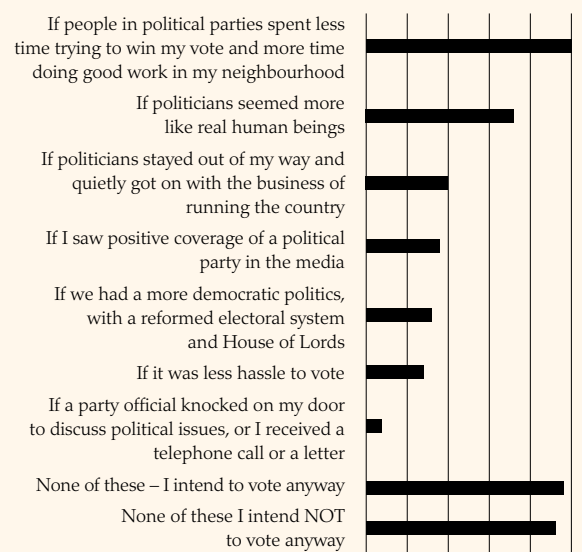 If people in political parties spent less
time trying to win my vote and more time
doing good work in my neighbourhood
If politicians seemed more
like real human beings
If politicians stayed out of my way and
quietly got on with the business of
running the country
If I saw positive coverage of a political
party in the media
If we had a more democratic politics,
with a reformed electoral system
and House of Lords
If it was less hassle to vote
If a party official knocked on my door
to discuss political issues, or I received a
telephone call or a letter
None of these – I intend to vote anyway
None of these I intend NOT
to vote anyway